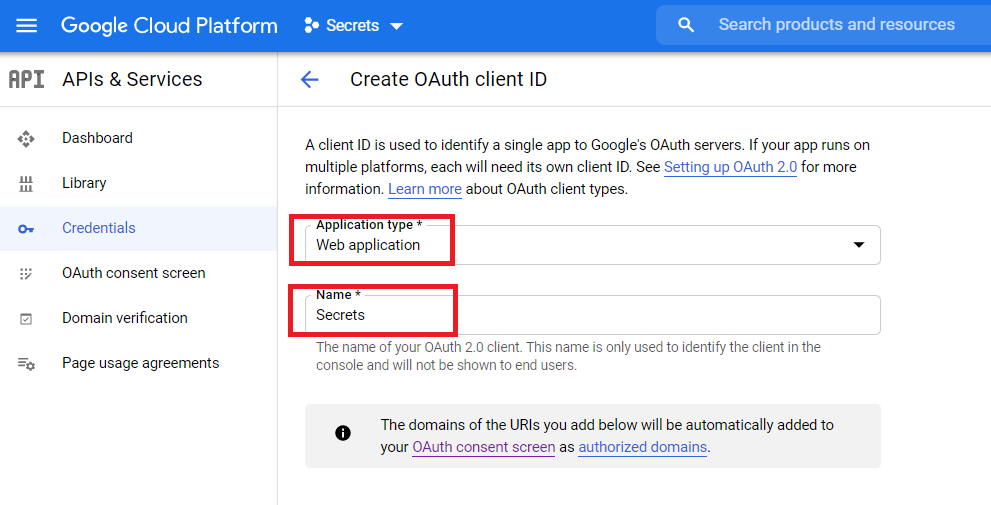 Google Cloud Platform
Secrets
Search products and resources
API
APIs & Services
Create OAuth client ID
Dashboard
Library
Credentials
OAuth consent screen
Domain verification
Page usage agreements
A client ID is used to identify a single app to Google's OAuth servers. If your app runs on
multiple platforms, each will need its own client ID. See Setting up OAuth 2.0 for more
information. Learn more about OAuth client types.
Application type *
Web application
Name *
Secrets
The name of your OAuth 2.0 client. This name is only used to identify the client in the
console and will not be shown to end users.
The domains of the URIs you add below will be automatically added to
your OAuth consent screen as authorized domains.